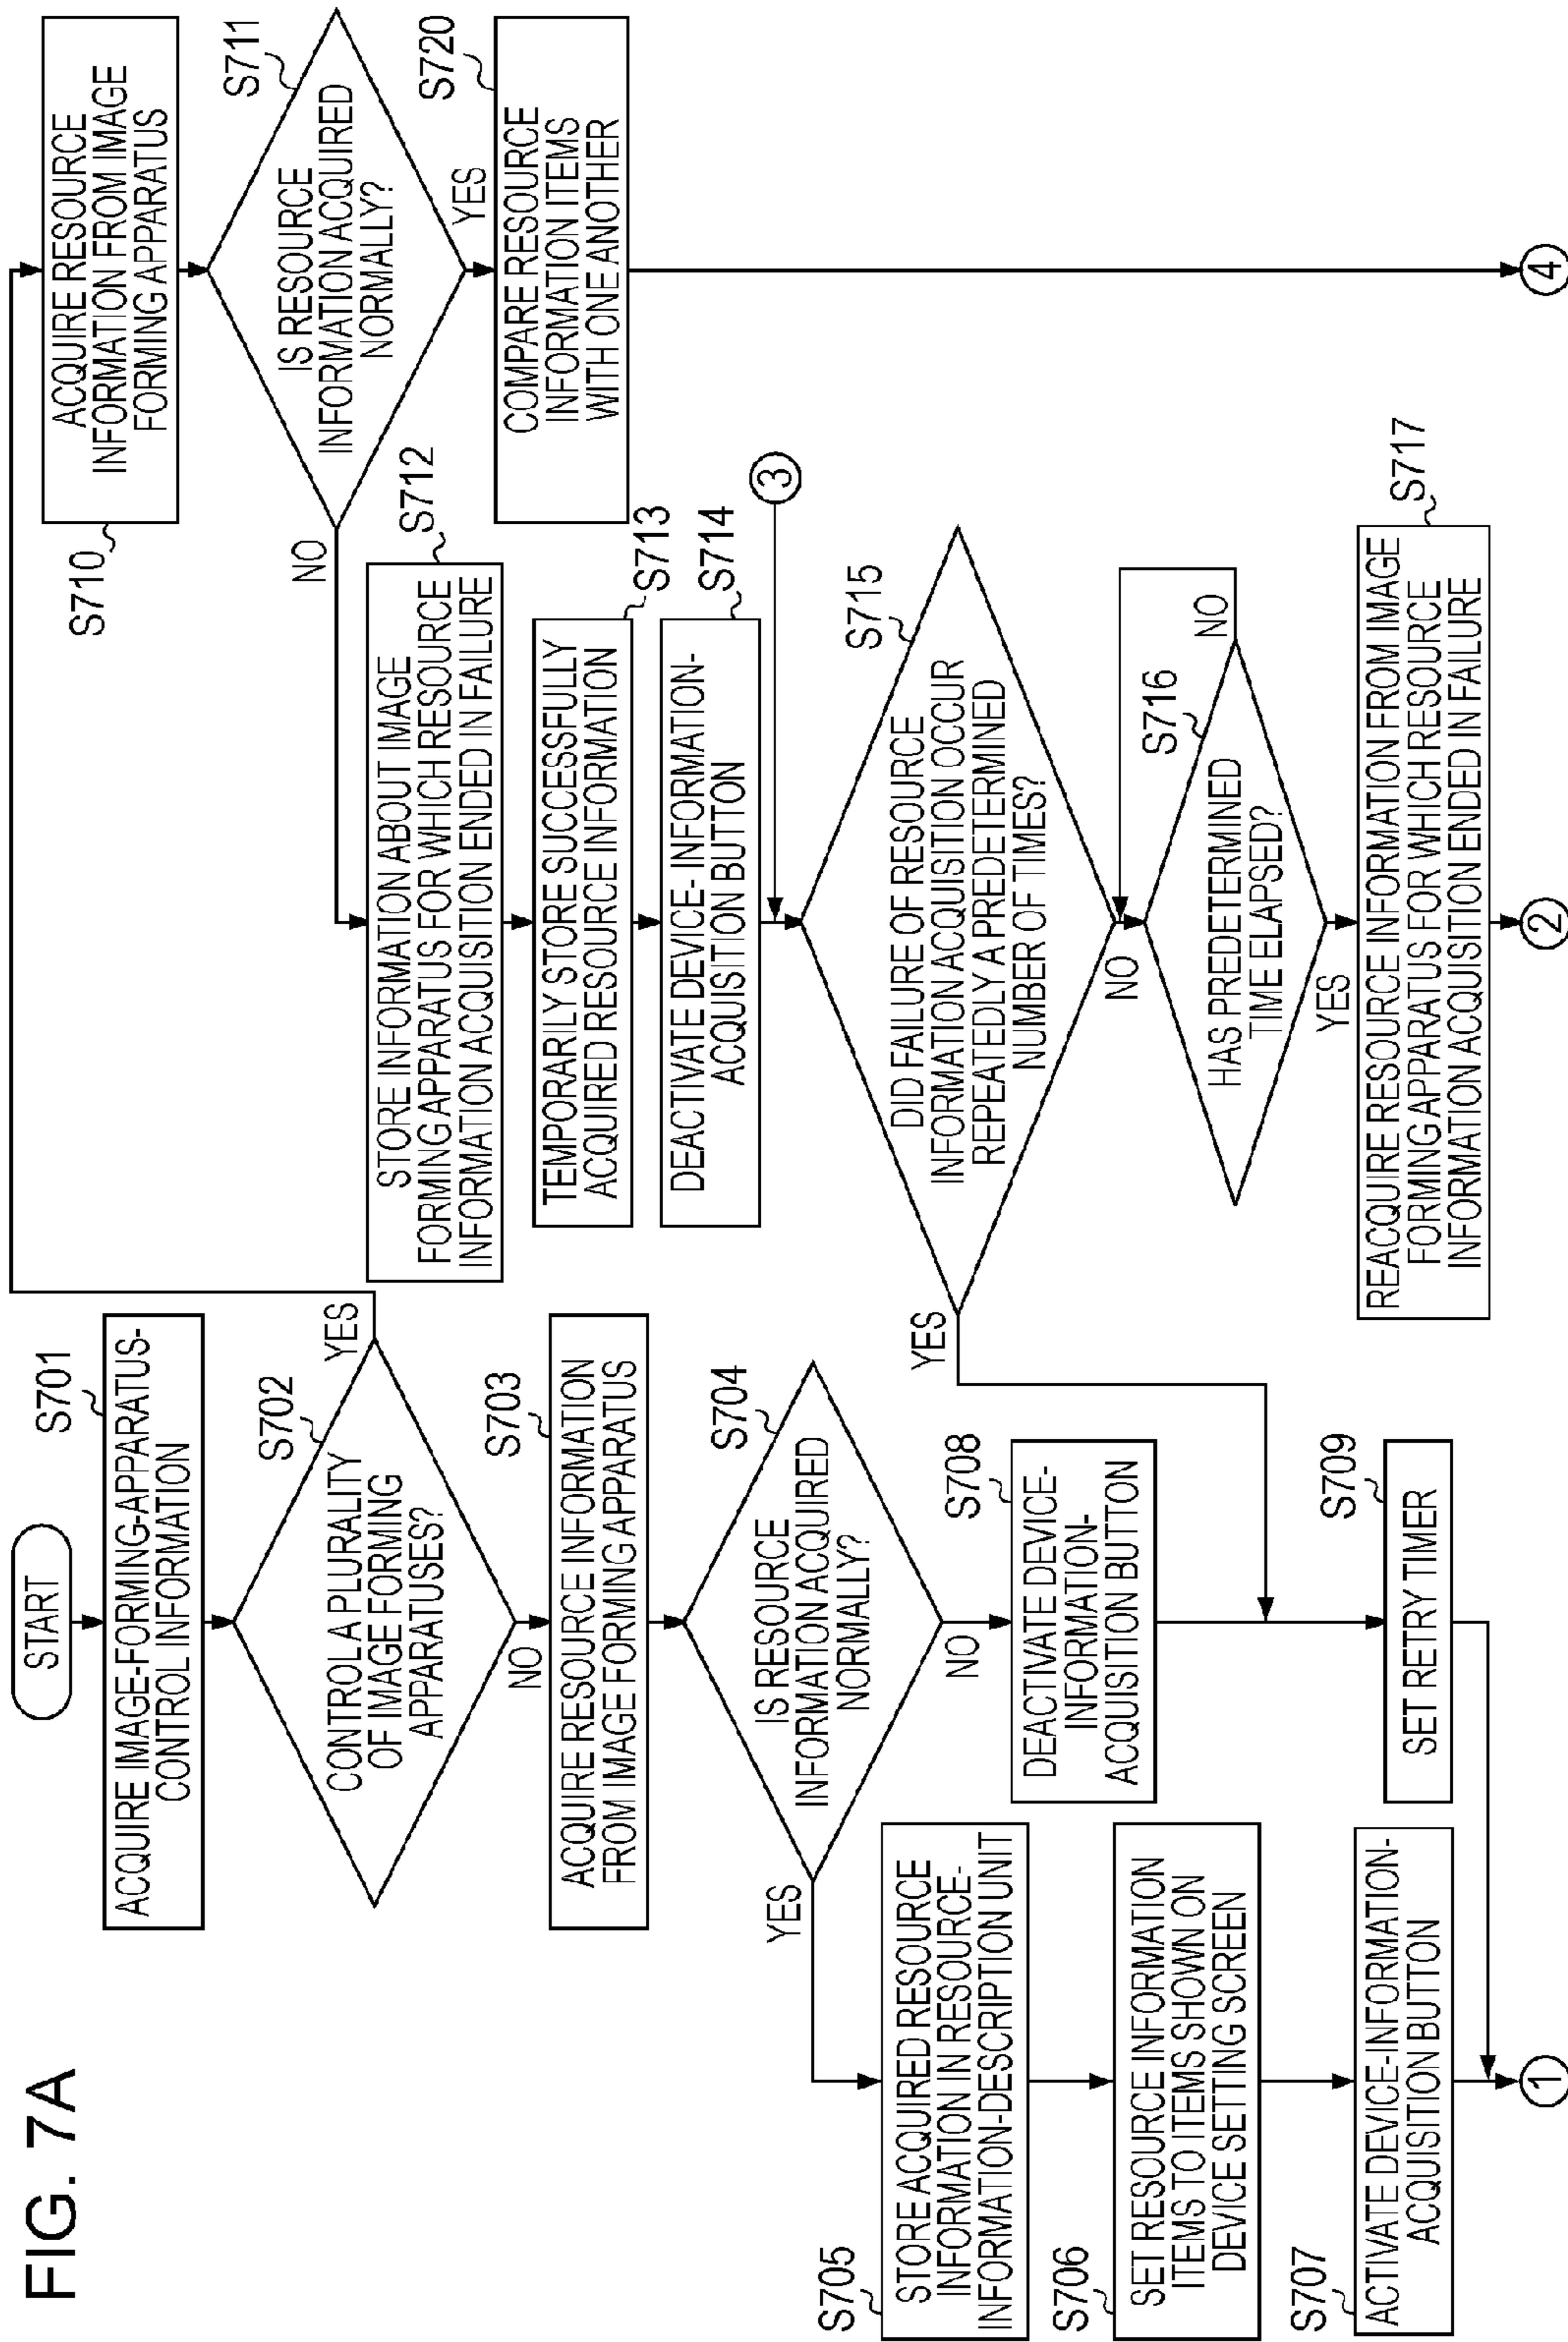 FIG. 7A
START
S701
ACQUIRE IMAGE-FORMING-APPARATUS-
CONTROL INFORMATION
S702
CONTROL A PLURALITY
OF IMAGE FORMING
APPARATUSES?
YES
NO
S703
ACQUIRE RESOURCE INFORMATION
FROM IMAGE FORMING APPARATUS
S704
IS RESOURCE
INFORMATION ACQUIRED
NORMALLY?
YES
NO
S705
STORE ACQUIRED RESOURCE
INFORMATION IN RESOURCE-
INFORMATION-DESCRIPTION UNIT
S706
SET RESOURCE INFORMATION
ITEMS TO ITEMS SHOWN ON
DEVICE SETTING SCREEN
S707
ACTIVATE DEVICE-INFORMATION-
ACQUISITION BUTTON
1
S708
DEACTIVATE DEVICE-
INFORMATION-
ACQUISITION BUTTON
S709
SET RETRY TIMER
S710
ACQUIRE RESOURCE
INFORMATION FROM IMAGE
FORMING APPARATUS
S711
IS RESOURCE
INFORMATION ACQUIRED
NORMALLY?
NO
YES
S712
STORE INFORMATION ABOUT IMAGE
FORMING APPARATUS FOR WHICH RESOURCE
INFORMATION ACQUISITION ENDED IN FAILURE
S713
TEMPORARILY STORE SUCCESSFULLY
ACQUIRED RESOURCE INFORMATION
S714
DEACTIVATE DEVICE-INFORMATION-
ACQUISITION BUTTON
3
S715
DID FAILURE OF RESOURCE
INFORMATION ACQUISITION OCCUR
REPEATEDLY A PREDETERMINED
NUMBER OF TIMES?
YES
NO
S716
HAS PREDETERMINED
TIME ELAPSED?
NO
YES
S717
REACQUIRE RESOURCE INFORMATION FROM IMAGE
FORMING APPARATUS FOR WHICH RESOURCE
INFORMATION ACQUISITION ENDED IN FAILURE
2
S720
COMPARE RESOURCE
INFORMATION ITEMS
WITH ONE ANOTHER
4